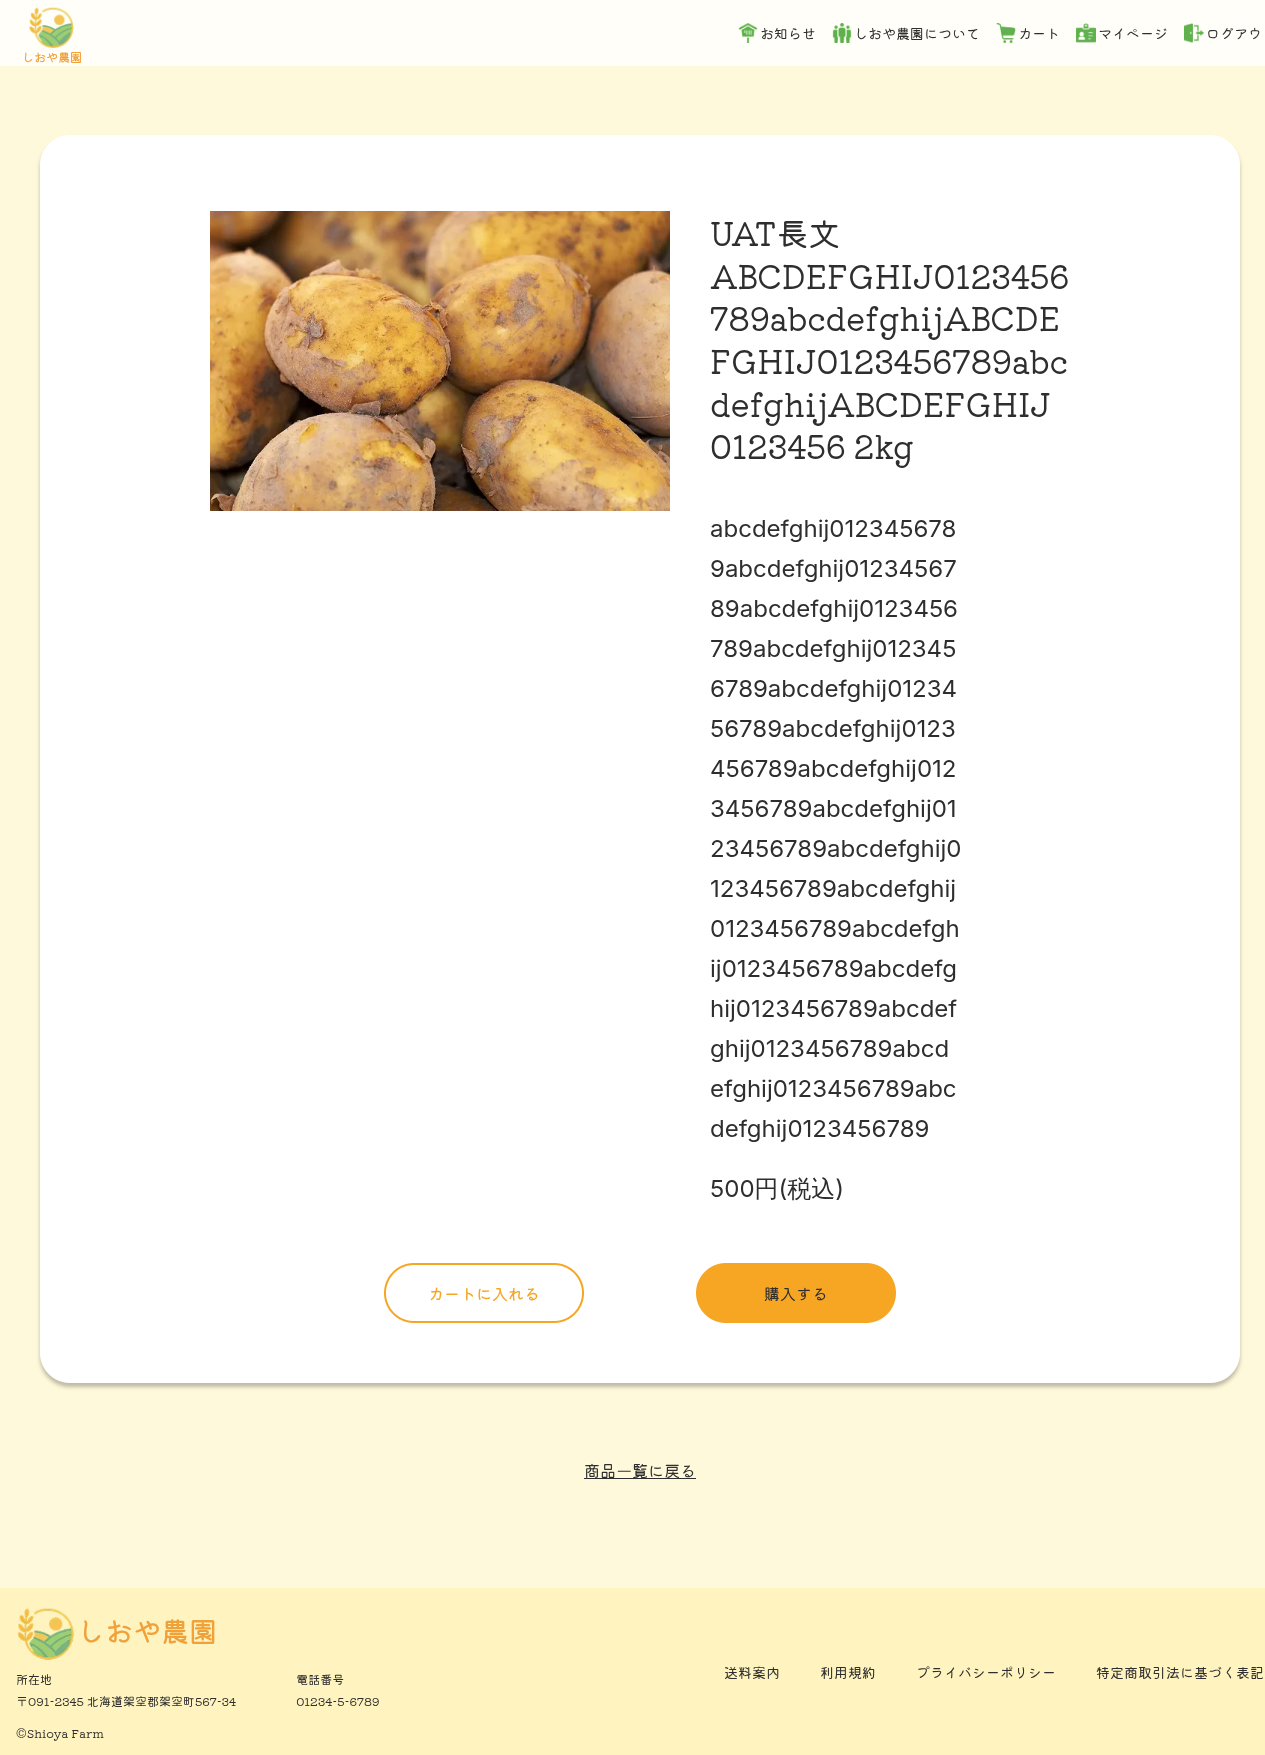 しおや農園
お知らせ しおや農園について カート マイページ ログアウ
UAT長文
ABCDEFGHIJ0123456
789abcdefghijABCDE
FGHIJ0123456789abc
defghijABCDEFGHIJ
0123456 2kg
abcdefghij012345678
9abcdefghij01234567
89abcdefghij0123456
789abcdefghij012345
6789abcdefghij01234
56789abcdefghij0123
456789abcdefghij012
3456789abcdefghij01
23456789abcdefghij0
123456789abcdefghij
0123456789abcdefgh
ij0123456789abcdefg
hij0123456789abcdef
ghij0123456789abcd
efghij0123456789abc
defghij0123456789
500円(税込)
カートに入れる 購入する
商品一覧に戻る
しおや農園
送料案内 利用規約 プライバシーポリシー 特定商取引法に基づく表記
所在地 電話番号
〒091-2345 北海道架空郡架空町567-34 01234-5-6789
©Shioya Farm